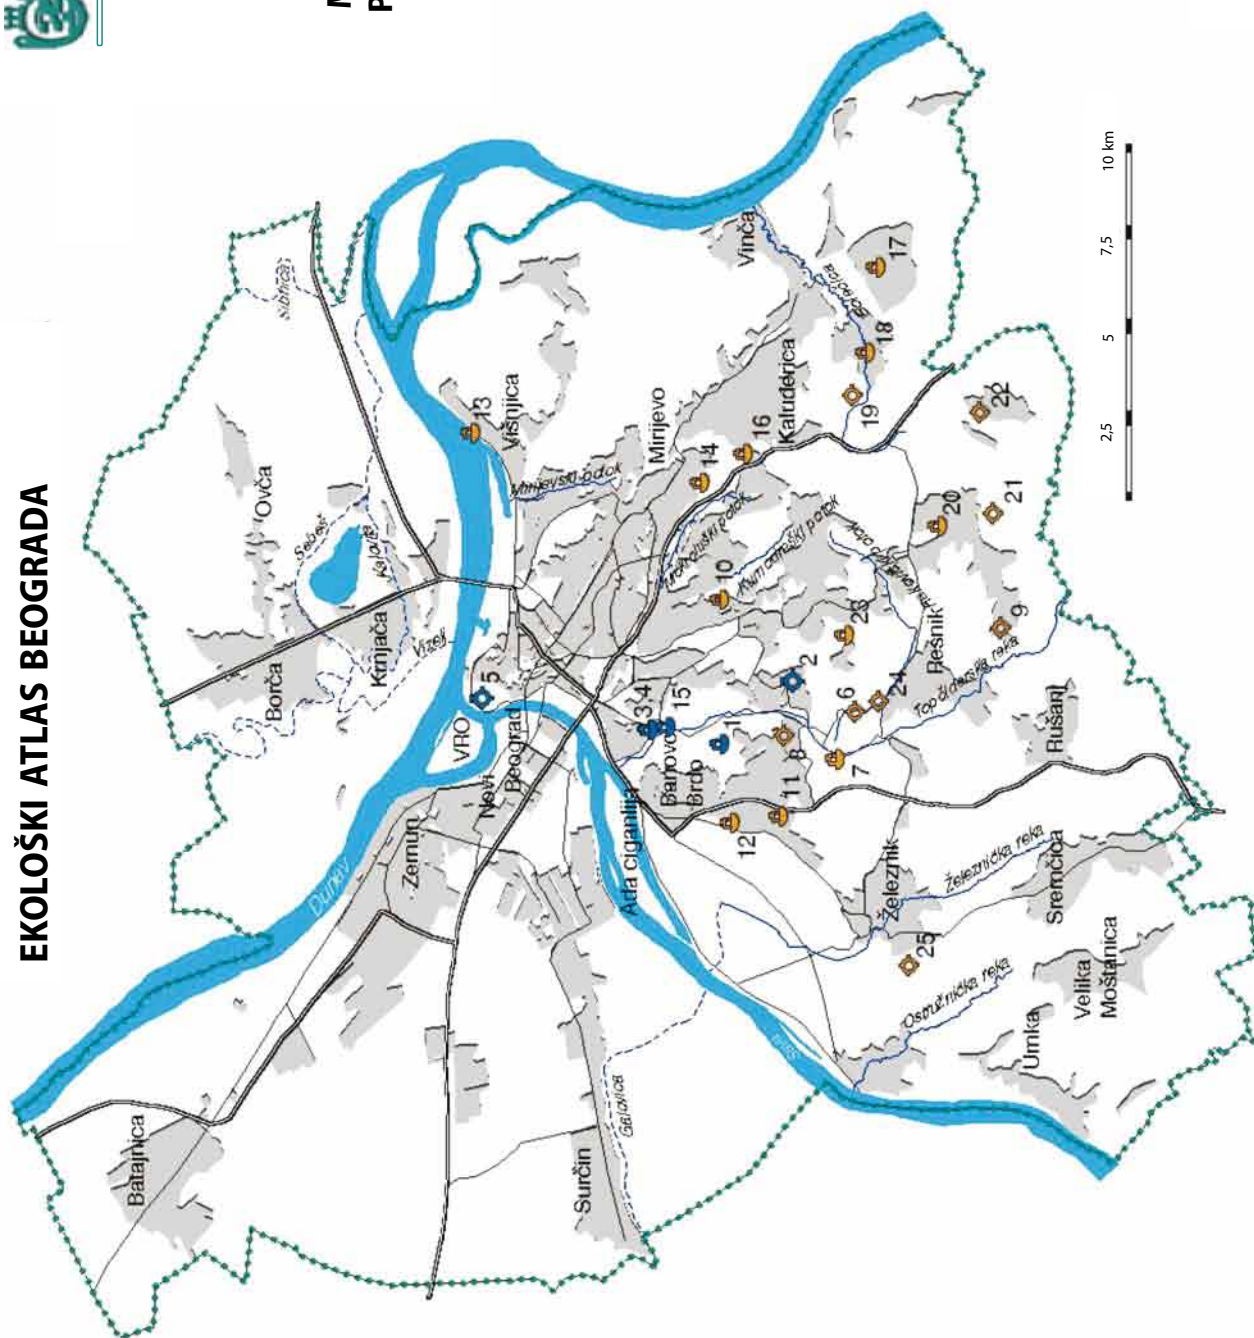 EKOLOŠKI ATLAS BEOGRADA
Dunav
Batajnica
Zemun
Novi
Beograd
VRO
Surčin
Galovica
Sava
Ada ciganlija
Borča
Ovča
Krnjača
Sebeš
Kalovita
Vizelj
Sibnica
Višnjica
Mirijevo
Mirijevski potok
Vinča
Bolečica
Kaluđerica
Kumodraški potok
Banovo
Brdo
Resnik
Topčiderska reka
Rušanj
Železnik
Železnička reka
Sremčica
Ostružnička reka
Umka
Velika
Moštanica
1
2
3
4
5
6
7
8
9
10
11
12
13
14
15
16
17
18
19
20
21
22
23
24
25
2,5
5
7,5
10 km